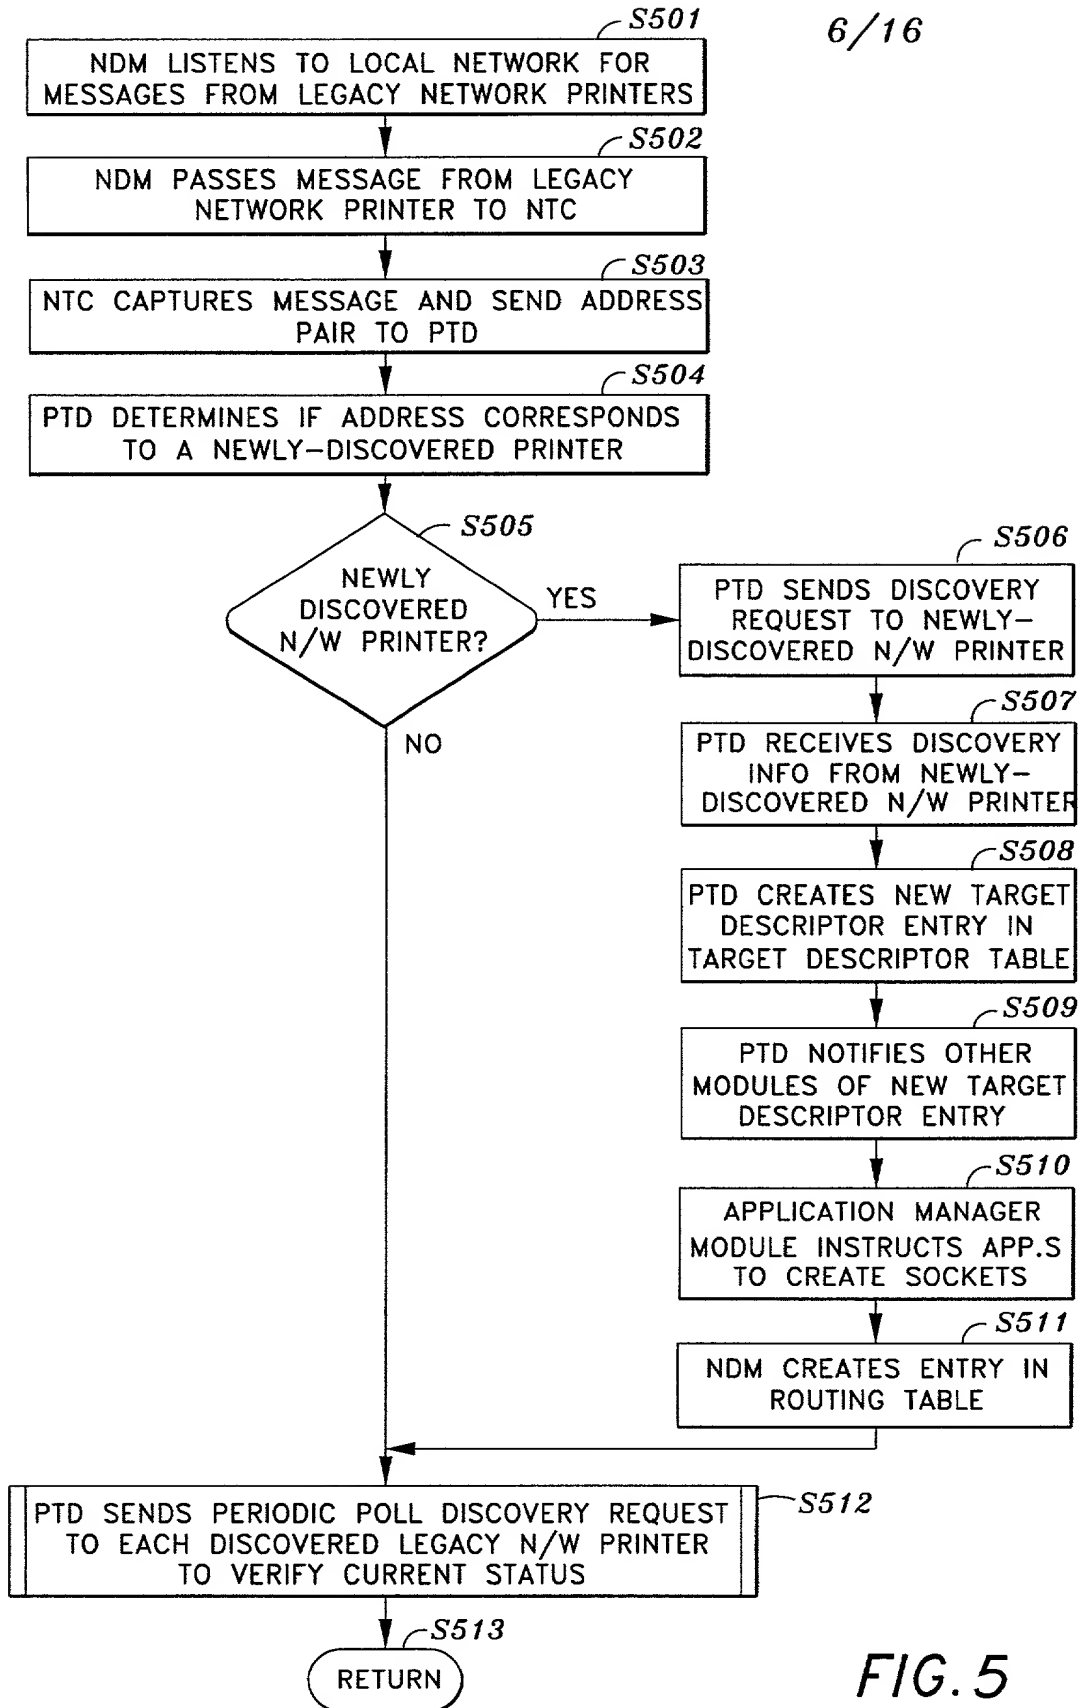 6/16
S501
NDM LISTENS TO LOCAL NETWORK FOR
MESSAGES FROM LEGACY NETWORK PRINTERS
S502
NDM PASSES MESSAGE FROM LEGACY
NETWORK PRINTER TO NTC
S503
NTC CAPTURES MESSAGE AND SEND ADDRESS
PAIR TO PTD
S504
PTD DETERMINES IF ADDRESS CORRESPONDS
TO A NEWLY-DISCOVERED PRINTER
S505
NEWLY
DISCOVERED
N/W PRINTER?
YES
NO
S506
PTD SENDS DISCOVERY
REQUEST TO NEWLY-
DISCOVERED N/W PRINTER
S507
PTD RECEIVES DISCOVERY
INFO FROM NEWLY-
DISCOVERED N/W PRINTER
S508
PTD CREATES NEW TARGET
DESCRIPTOR ENTRY IN
TARGET DESCRIPTOR TABLE
S509
PTD NOTIFIES OTHER
MODULES OF NEW TARGET
DESCRIPTOR ENTRY
S510
APPLICATION MANAGER
MODULE INSTRUCTS APP.S
TO CREATE SOCKETS
S511
NDM CREATES ENTRY IN
ROUTING TABLE
S512
PTD SENDS PERIODIC POLL DISCOVERY REQUEST
TO EACH DISCOVERED LEGACY N/W PRINTER
TO VERIFY CURRENT STATUS
S513
RETURN
FIG. 5